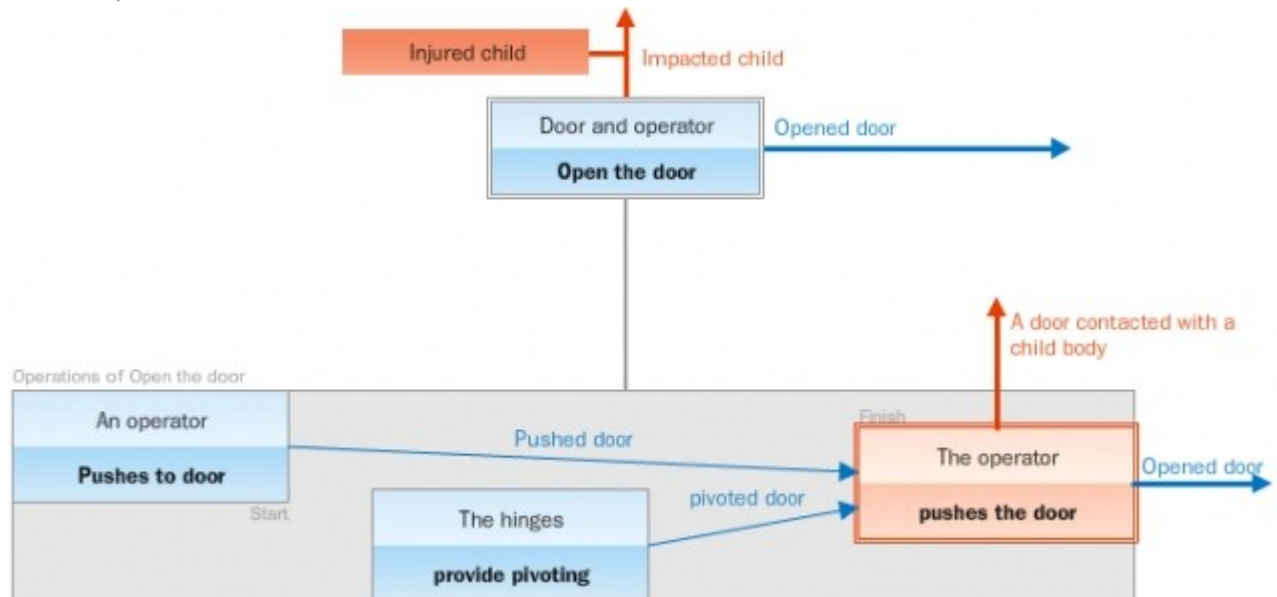 Injured child
Impacted child
Door and operator
Open the door
Opened door
A door contacted with a
child body
Operations of Open the door
An operator
Pushes to door
Start
Pushed door
The hinges
provide pivoting
pivoted door
Finish
The operator
pushes the door
Opened door